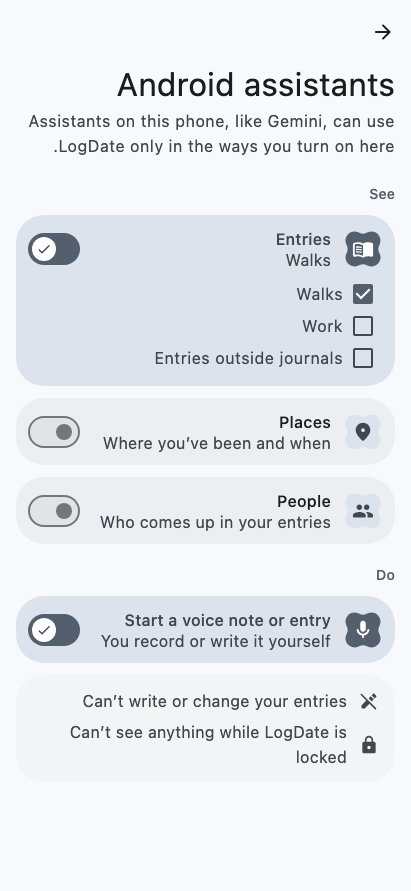 Android assistants
Assistants on this phone, like Gemini, can use
.LogDate only in the ways you turn on here
See
Entries
Walks
Walks
Work
Entries outside journals
Places
Where you’ve been and when
People
Who comes up in your entries
Do
Start a voice note or entry
You record or write it yourself
Can’t write or change your entries
Can’t see anything while LogDate is
locked